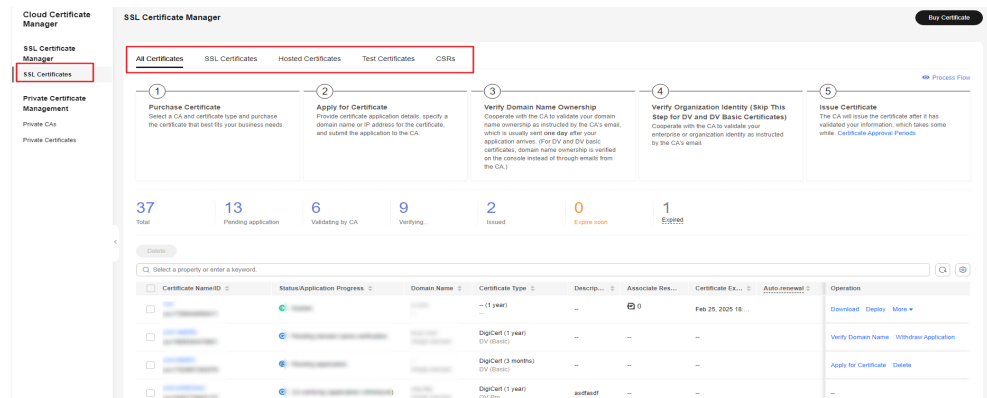 Cloud Certificate
Manager
SSL Certificate
Manager
SSL Certificates
Private Certificate
Management
Private CAs
Private Certificates
SSL Certificate Manager
Buy Certificate
All Certificates SSL Certificates Hosted Certificates Test Certificates CSRs
Process Flow
1
Purchase Certificate
Select a CA and certificate type and purchase
the certificate that best fits your business needs.
2
Apply for Certificate
Provide certificate application details, specify a
domain name or IP address for the certificate,
and submit the application to the CA.
3
Verify Domain Name Ownership
Cooperate with the CA to validate your domain
name ownership as instructed by the CA's email,
which is usually sent one day after your
application arrives. (For DV and DV basic
certificates, domain name ownership is verified
on the console instead of through emails from
the CA.)
4
Verify Organization Identity (Skip This
Step for DV and DV Basic Certificates)
Cooperate with the CA to validate your
enterprise or organization identity as instructed
by the CA's email.
5
Issue Certificate
The CA will issue the certificate after it has
validated your information, which takes some
while. Certificate Approval Periods
37 13 6 9 2 0 1
Total Pending application Validating by CA Verifying... Issued Expire soon Expired
Delete
Select a property or enter a keyword.
Certificate Name/ID Status/Application Progress Domain Name Certificate Type Descrip... Associate Res... Certificate Ex... Auto-renewal Operation
-- (1 year)
-- 0 Feb 25, 2025 18:... Download Deploy More
DigiCert (1 year)
DV (Basic) -- -- -- Verify Domain Name Withdraw Application
DigiCert (3 months)
DV (Basic) -- -- -- Apply for Certificate Delete
DigiCert (1 year)
DV Pro asdfasdf -- -- --